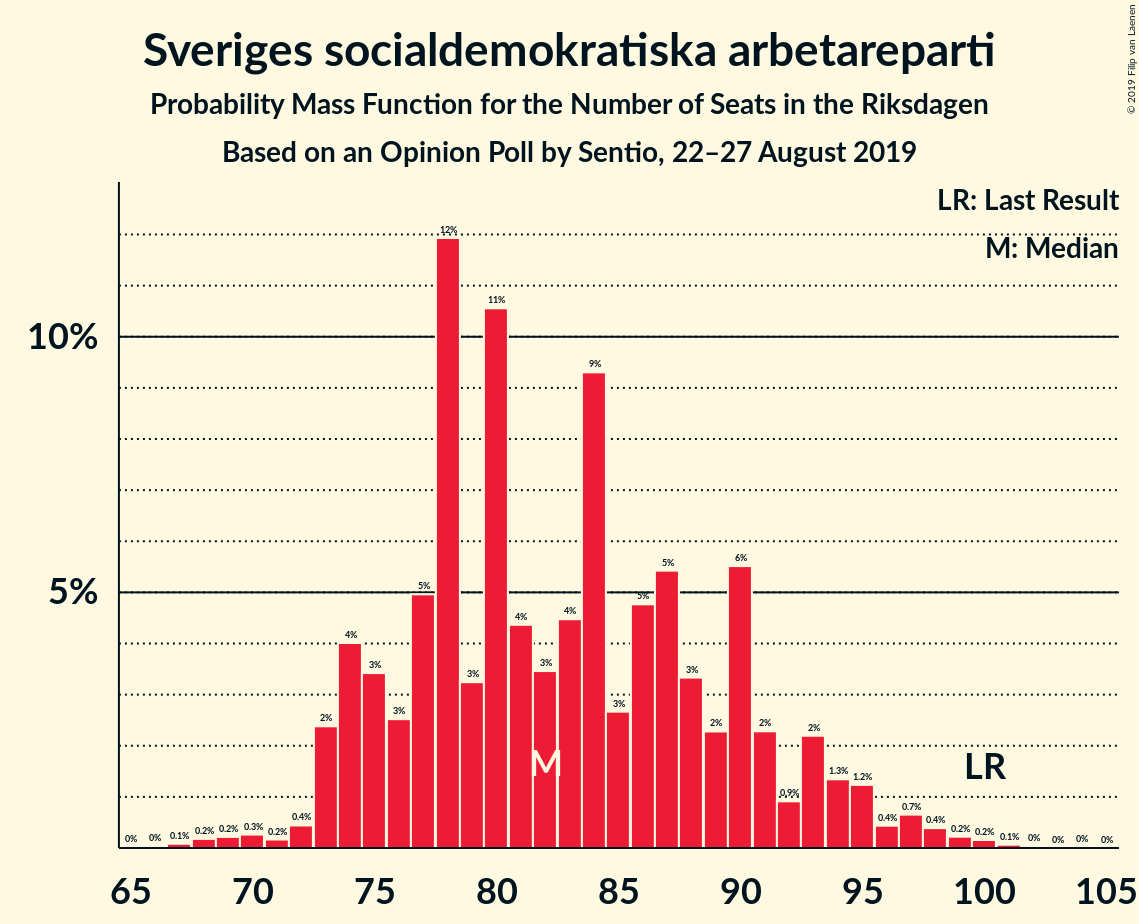 Sveriges socialdemokratiska arbetareparti
Probability Mass Function for the Number of Seats in the Riksdagen
Based on an Opinion Poll by Sentio, 22–27 August 2019
© 2019 Filip van Laenen
LR: Last Result
M: Median
10%
5%
0% 0% 0.1% 0.2% 0.2% 0.3% 0.2% 0.4% 2% 4% 3% 3% 5% 12% 3% 11% 4% 3% 4% 9% 3% 5% 5% 3% 2% 6% 2% 0.9% 2% 1.3% 1.2% 0.4% 0.7% 0.4% 0.2% 0.2% 0.1% 0% 0% 0% 0%
M
LR
65 70 75 80 85 90 95 100 105